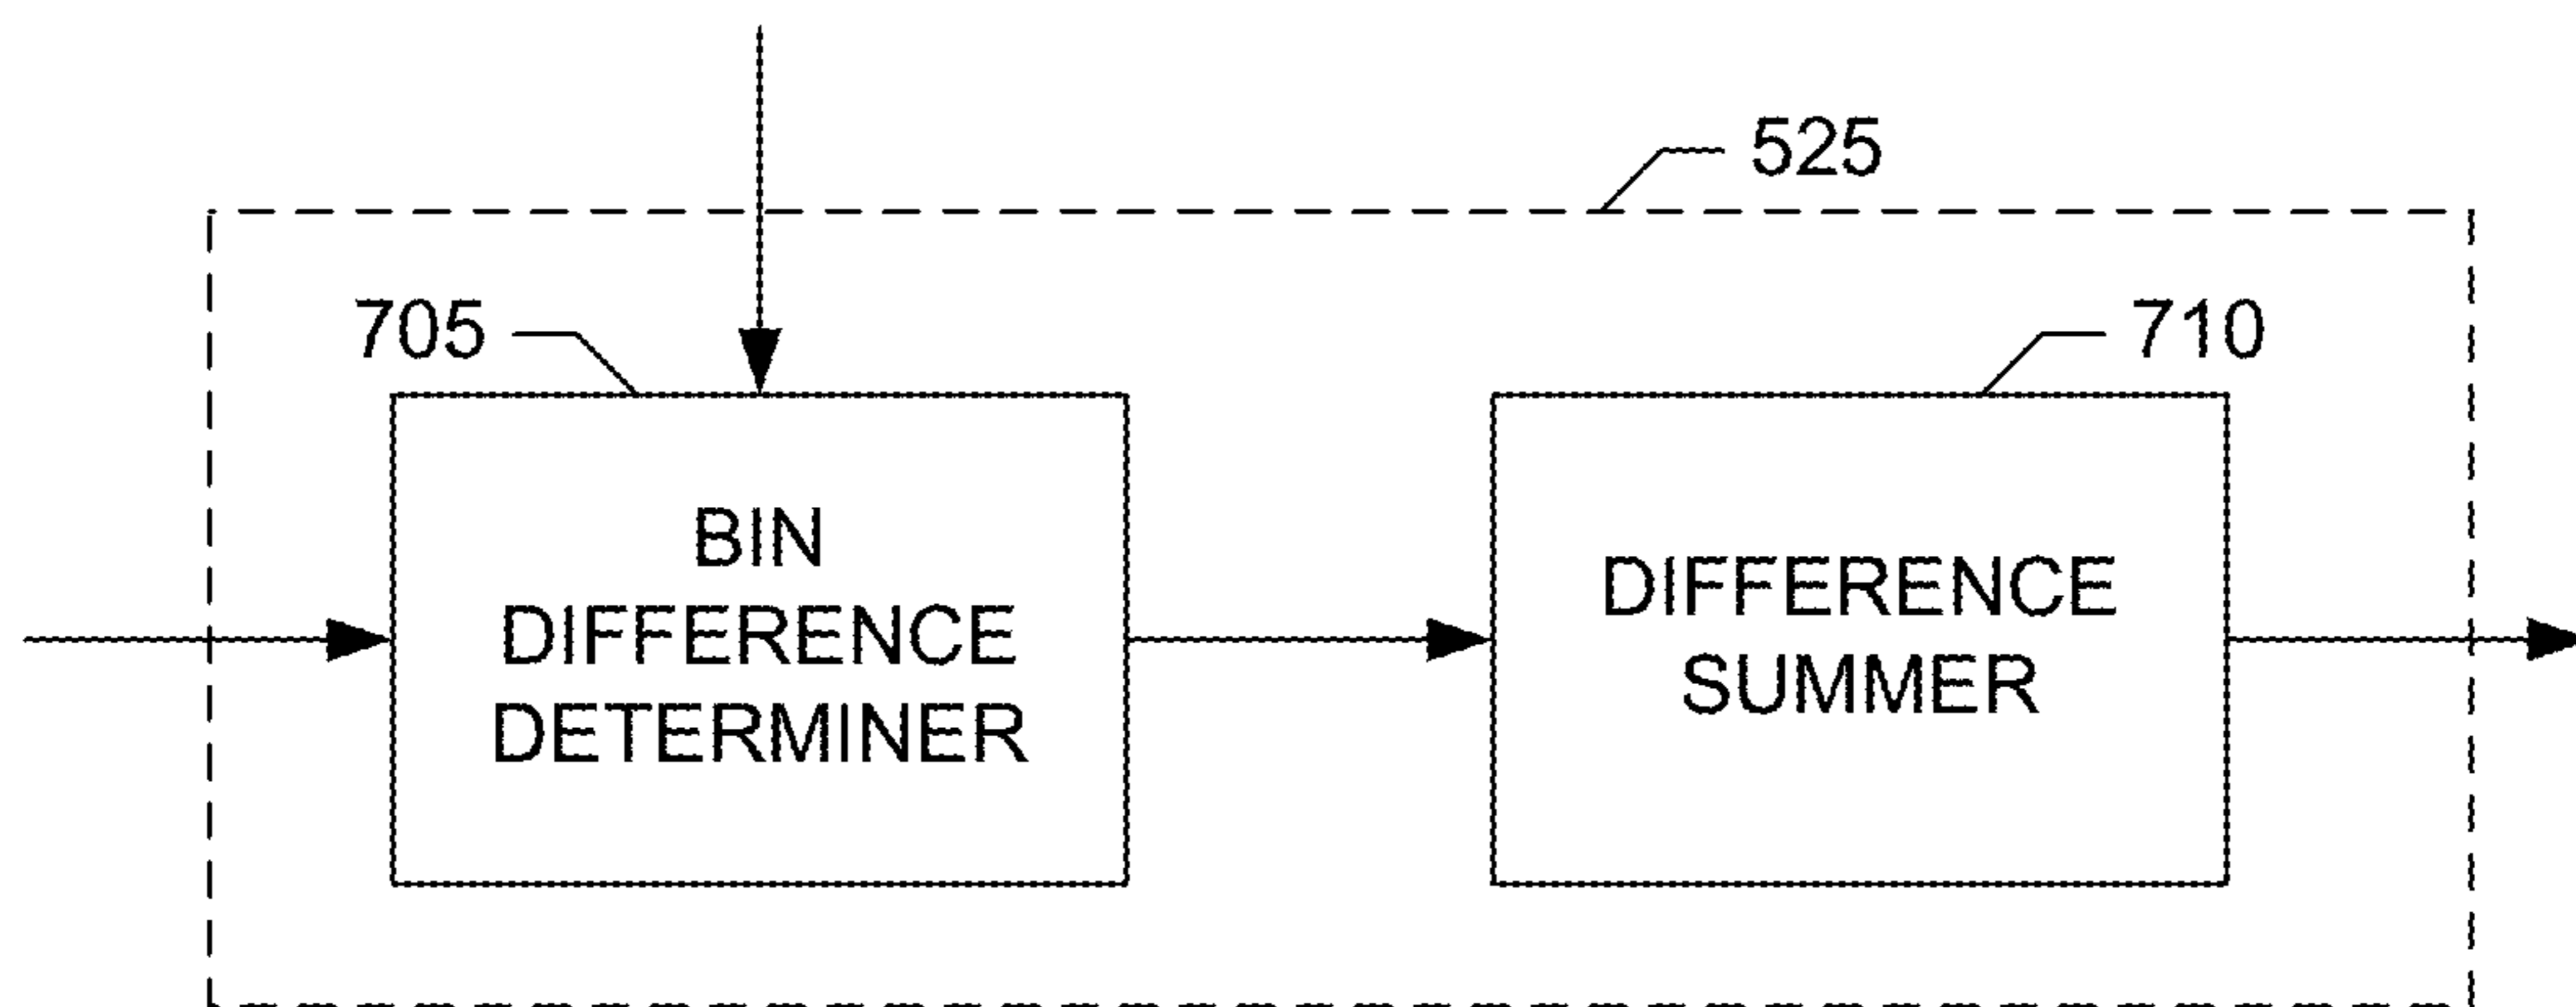 525
705
710
BIN
DIFFERENCE
DETERMINER
DIFFERENCE
SUMMER